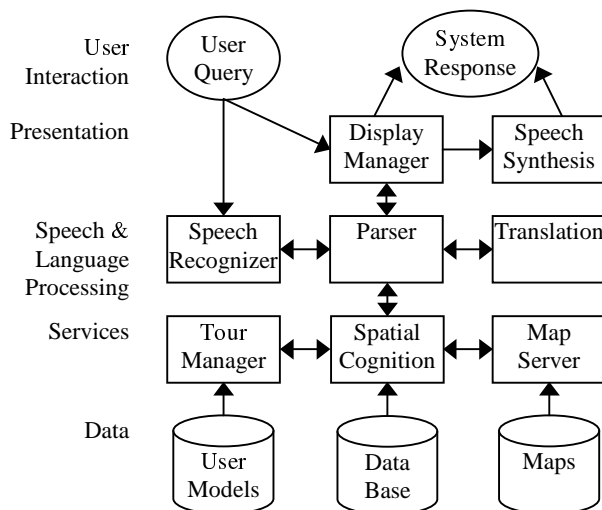 User
Interaction
User
Query
System
Response
Presentation
Display
Manager
Speech
Synthesis
Speech &
Language
Processing
Speech
Recognizer
Parser
Translation
Services
Tour
Manager
Spatial
Cognition
Map
Server
Data
User
Models
Data
Base
Maps